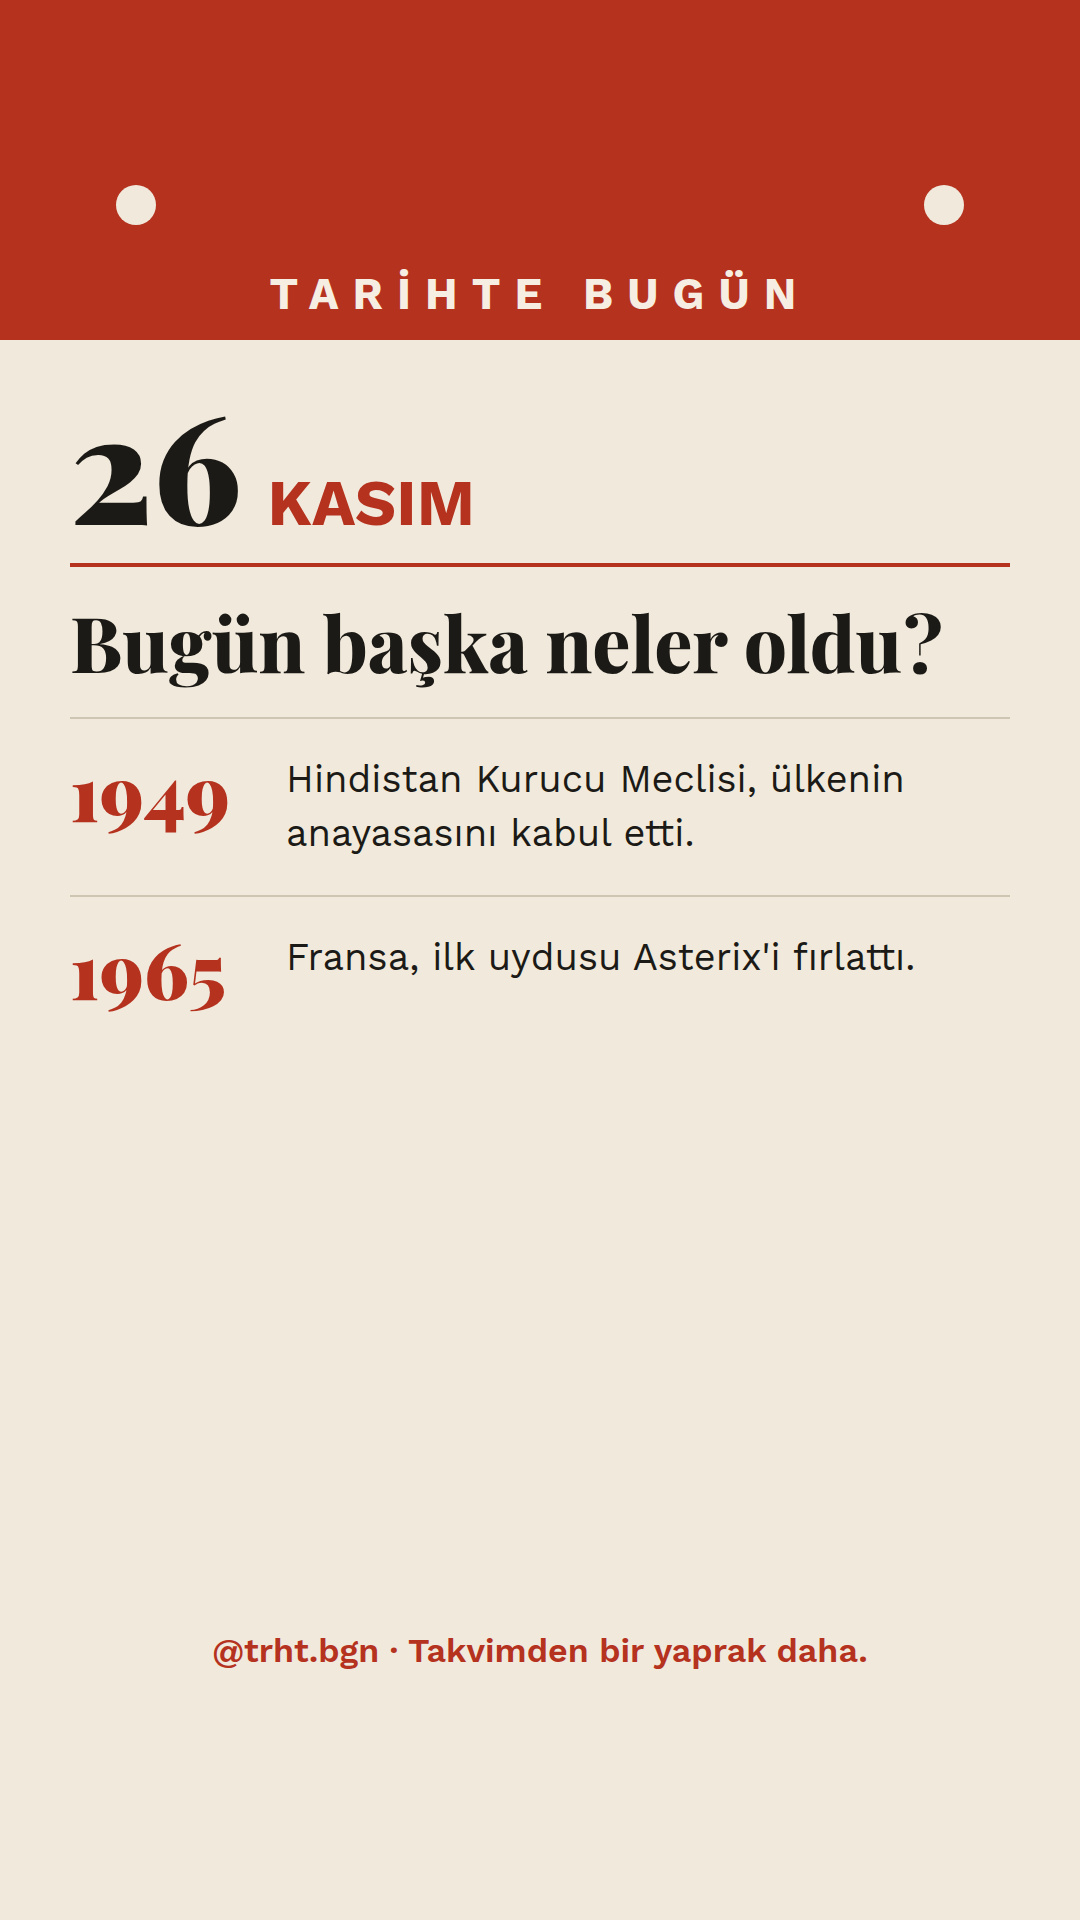 TARİHTE BUGÜN
26 KASIM
Bugün başka neler oldu?
1949 Hindistan Kurucu Meclisi, ülkenin
anayasasını kabul etti.
1965 Fransa, ilk uydusu Asterix'i fırlattı.
@trht.bgn · Takvimden bir yaprak daha.